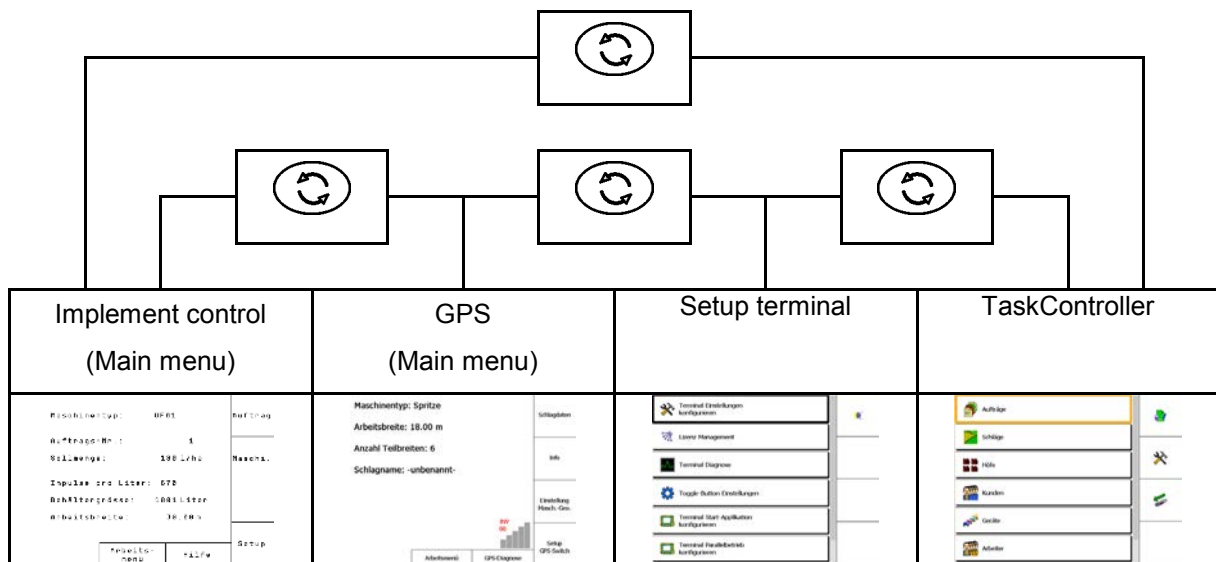 Implement control
(Main menu)
GPS
(Main menu)
Setup terminal
TaskController
Maschinentyp: UF01
Auftrag
Auftrags-Nr.: 1
Sollmenge: 100 l/ha
Maschi.
Impulse pro Liter: 670
Behältergrösse:
Liter
Arbeitsbreite:
Setup
Arbeits-
menü
Hilfe
Maschinentyp: Spritze
Arbeitsbreite: 18.00 m
Anzahl Teilbreiten: 6
Schlagname: -unbenannt-
Schlagdaten
Info
Einstellung
Masch.-Geo.
Setup
GPS-Switch
Arbeitsmenü
GPS-Diagnose
Terminal Einstellungen
konfigurieren
Lizenz Management
Terminal Diagnose
Toggle-Button Einstellungen
Terminal Start Applikation
konfigurieren
Terminal Parallelbetrieb
konfigurieren
Aufträge
Schläge
Höfe
Kunden
Geräte
Arbeiter